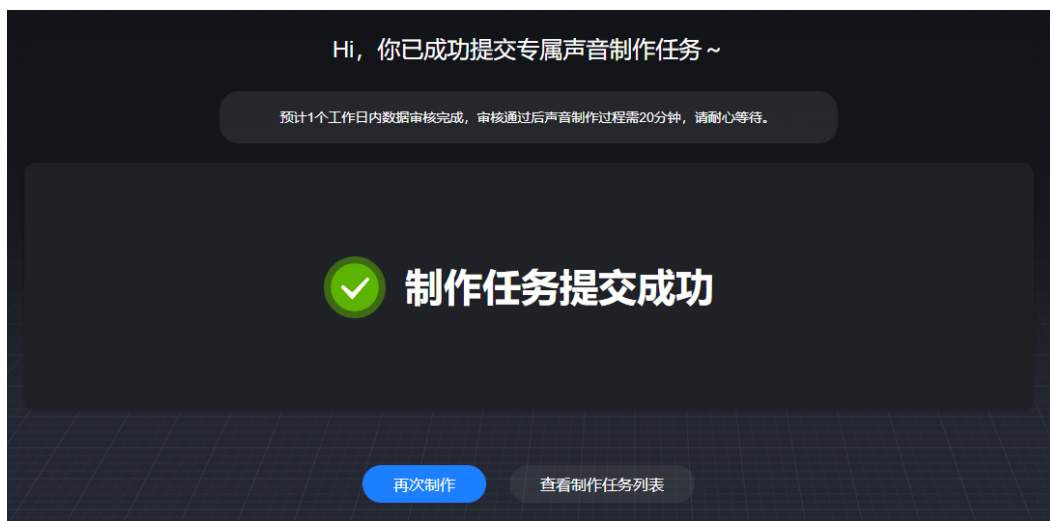 Hi，你已成功提交专属声音制作任务～
预计1个工作日内数据审核完成，审核通过后声音制作过程需20分钟，请耐心等待。
制作任务提交成功
再次制作
查看制作任务列表